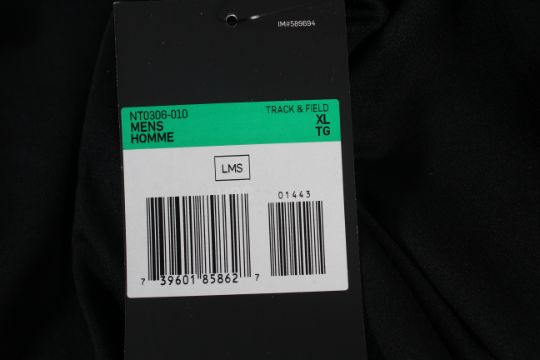 IM#589694
NT0306-010
TRACK & FIELD
MENS
XL
HOMME
TG
LMS
01443
7 39601 85862 7